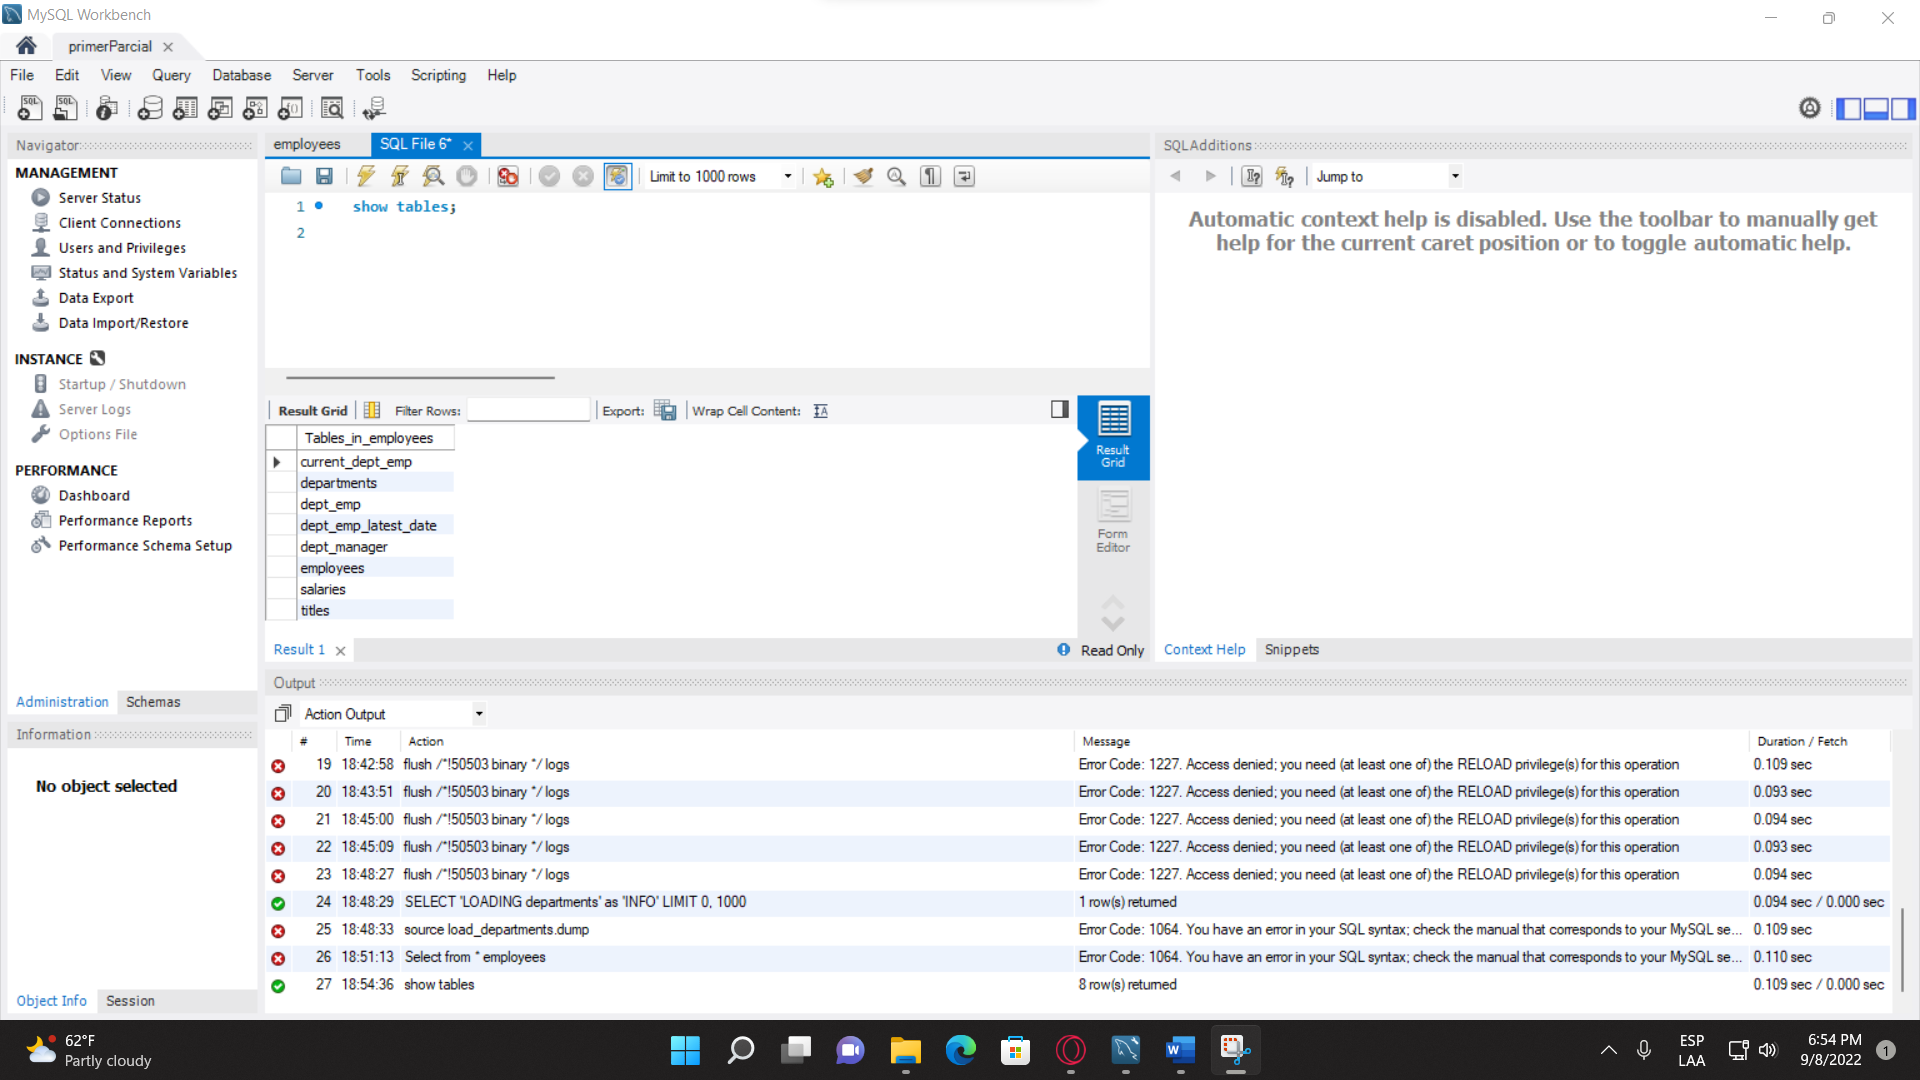 MySQL Workbench
primerParcial
File Edit View Query Database Server Tools Scripting Help
Navigator
MANAGEMENT
Server Status
Client Connections
Users and Privileges
Status and System Variables
Data Export
Data Import/Restore
INSTANCE
Startup / Shutdown
Server Logs
Options File
PERFORMANCE
Dashboard
Performance Reports
Performance Schema Setup
Administration Schemas
Information
No object selected
Object Info Session
employees SQL File 6*
Limit to 1000 rows
1 show tables;
2
Result Grid Filter Rows: Export: Wrap Cell Content:
Tables_in_employees
current_dept_emp
departments
dept_emp
dept_emp_latest_date
dept_manager
employees
salaries
titles
Result Grid
Form Editor
Result 1 Read Only
SQLAdditions
Jump to
Automatic context help is disabled. Use the toolbar to manually get
help for the current caret position or to toggle automatic help.
Context Help Snippets
Output
Action Output
# Time Action Message Duration / Fetch
19 18:42:58 flush /*!50503 binary */ logs Error Code: 1227. Access denied; you need (at least one of) the RELOAD privilege(s) for this operation 0.109 sec
20 18:43:51 flush /*!50503 binary */ logs Error Code: 1227. Access denied; you need (at least one of) the RELOAD privilege(s) for this operation 0.093 sec
21 18:45:00 flush /*!50503 binary */ logs Error Code: 1227. Access denied; you need (at least one of) the RELOAD privilege(s) for this operation 0.094 sec
22 18:45:09 flush /*!50503 binary */ logs Error Code: 1227. Access denied; you need (at least one of) the RELOAD privilege(s) for this operation 0.093 sec
23 18:48:27 flush /*!50503 binary */ logs Error Code: 1227. Access denied; you need (at least one of) the RELOAD privilege(s) for this operation 0.094 sec
24 18:48:29 SELECT 'LOADING departments' as 'INFO' LIMIT 0, 1000 1 row(s) returned 0.094 sec / 0.000 sec
25 18:48:33 source load_departments.dump Error Code: 1064. You have an error in your SQL syntax; check the manual that corresponds to your MySQL se... 0.109 sec
26 18:51:13 Select from * employees Error Code: 1064. You have an error in your SQL syntax; check the manual that corresponds to your MySQL se... 0.110 sec
27 18:54:36 show tables 8 row(s) returned 0.109 sec / 0.000 sec
62°F
Partly cloudy
ESP
LAA
6:54 PM
9/8/2022
1